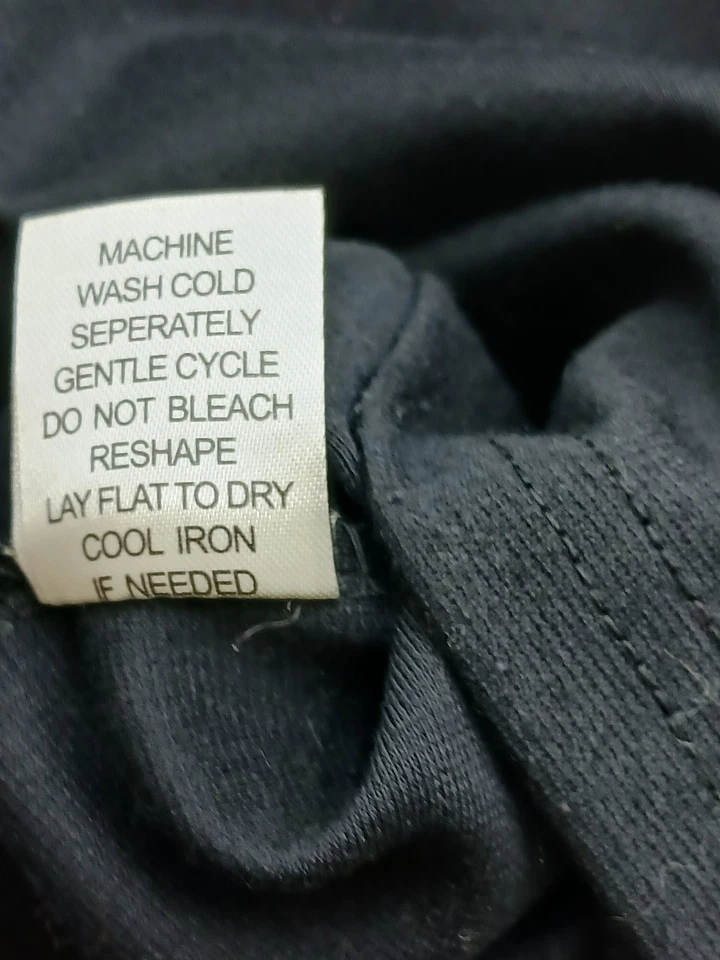 MACHINE
WASH COLD
SEPERATELY
GENTLE CYCLE
DO NOT BLEACH
RESHAPE
LAY FLAT TO DRY
COOL IRON
IF NEEDED